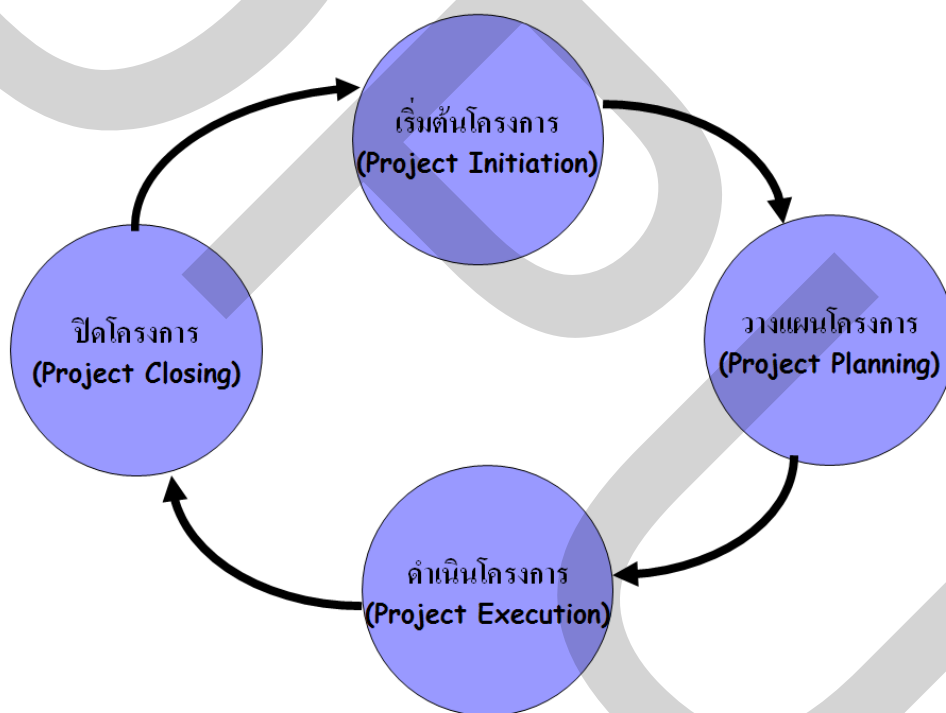 เริ่มต้นโครงการ
(Project Initiation)
วางแผนโครงการ
(Project Planning)
ดำเนินโครงการ
(Project Execution)
ปิดโครงการ
(Project Closing)